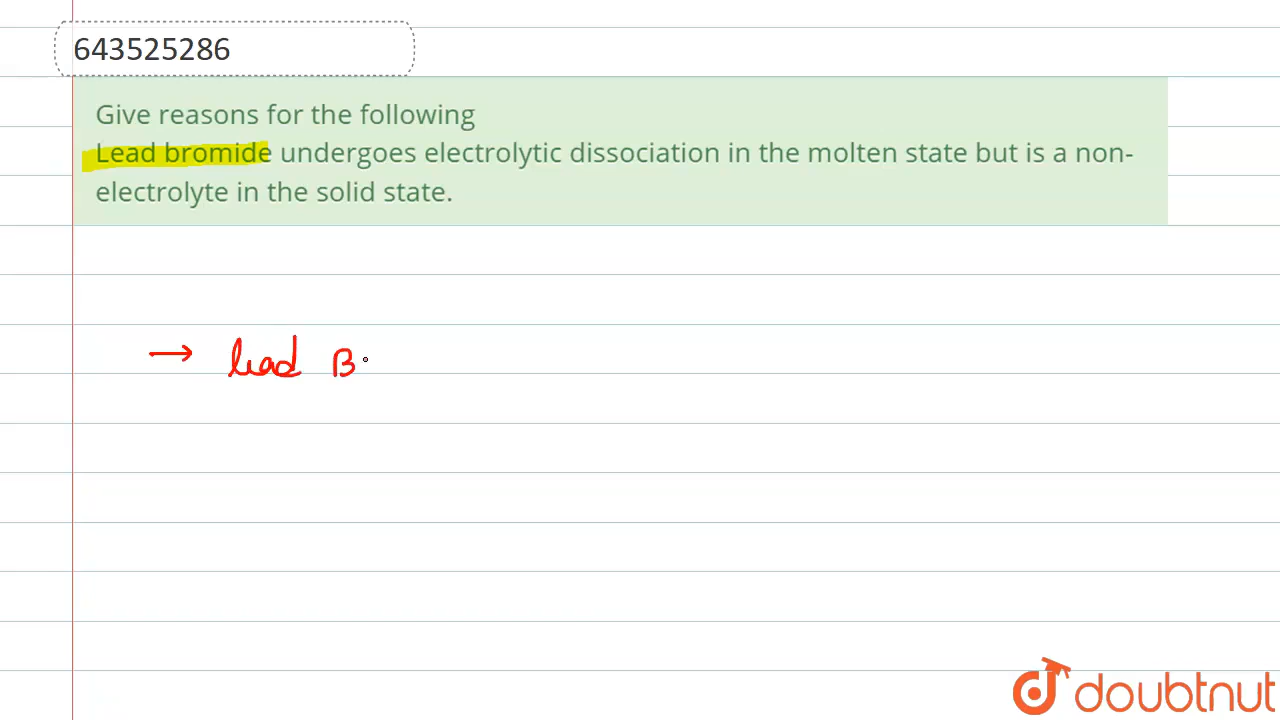 643525286
Give reasons for the following
Lead bromide undergoes electrolytic dissociation in the molten state but is a non-
electrolyte in the solid state.
→ lead B
doubtnut